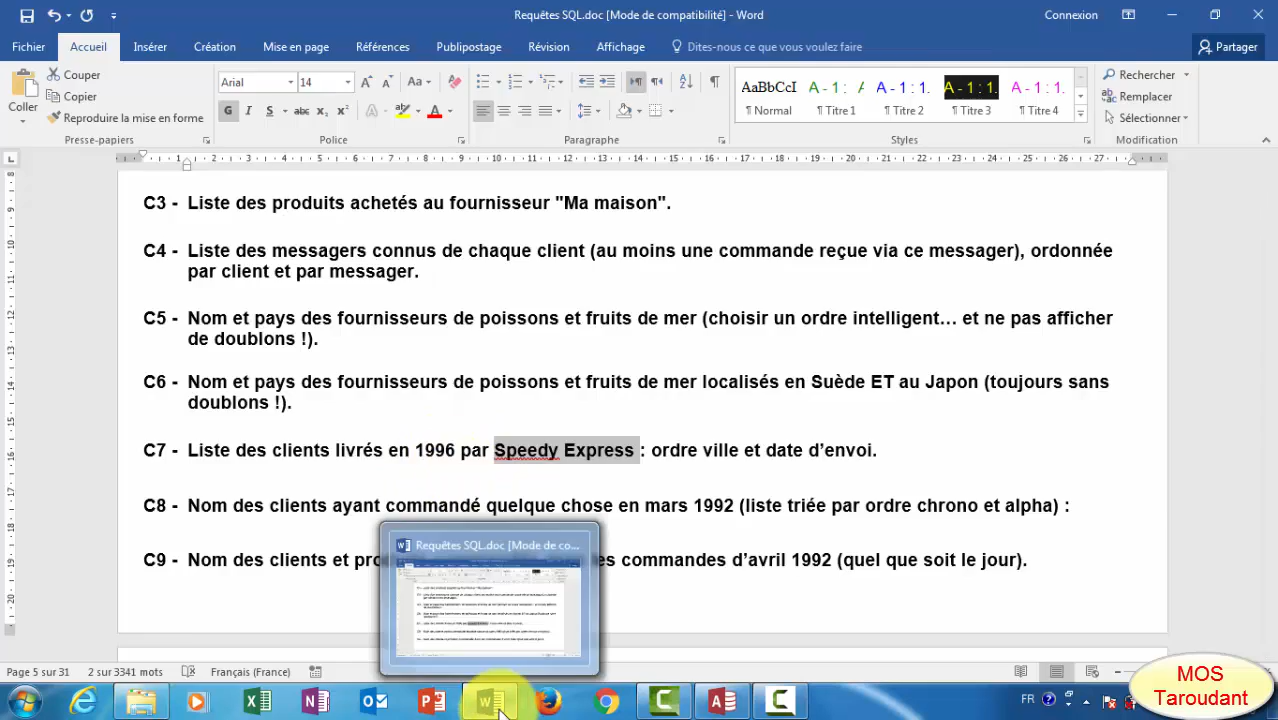 Requêtes SQL.doc [Mode de compatibilité] - Word
Connexion
Fichier Accueil Insérer Création Mise en page Références Publipostage Révision Affichage Dites-nous ce que vous voulez faire Partager
Coller
Couper
Copier
Reproduire la mise en forme
Presse-papiers
Arial 14
Police
Paragraphe
AaBbCcI ¶ Normal
A - 1 : ¶ Titre 1
A - 1 : ¶ Titre 2
A - 1 : 1. ¶ Titre 3
A - 1 : 1. ¶ Titre 4
Styles
Rechercher
Remplacer
Sélectionner
Modification
C3 - Liste des produits achetés au fournisseur "Ma maison".
C4 - Liste des messagers connus de chaque client (au moins une commande reçue via ce messager), ordonnée
par client et par messager.
C5 - Nom et pays des fournisseurs de poissons et fruits de mer (choisir un ordre intelligent… et ne pas afficher
de doublons !).
C6 - Nom et pays des fournisseurs de poissons et fruits de mer localisés en Suède ET au Japon (toujours sans
doublons !).
C7 - Liste des clients livrés en 1996 par Speedy Express : ordre ville et date d’envoi.
C8 - Nom des clients ayant commandé quelque chose en mars 1992 (liste triée par ordre chrono et alpha) :
Requêtes SQL.doc [Mode de co...
C9 - Nom des clients et es commandes d’avril 1992 (quel que soit le jour).
Page 5 sur 31 2 sur 3341 mots Français (France)
FR
MOS
Taroudant